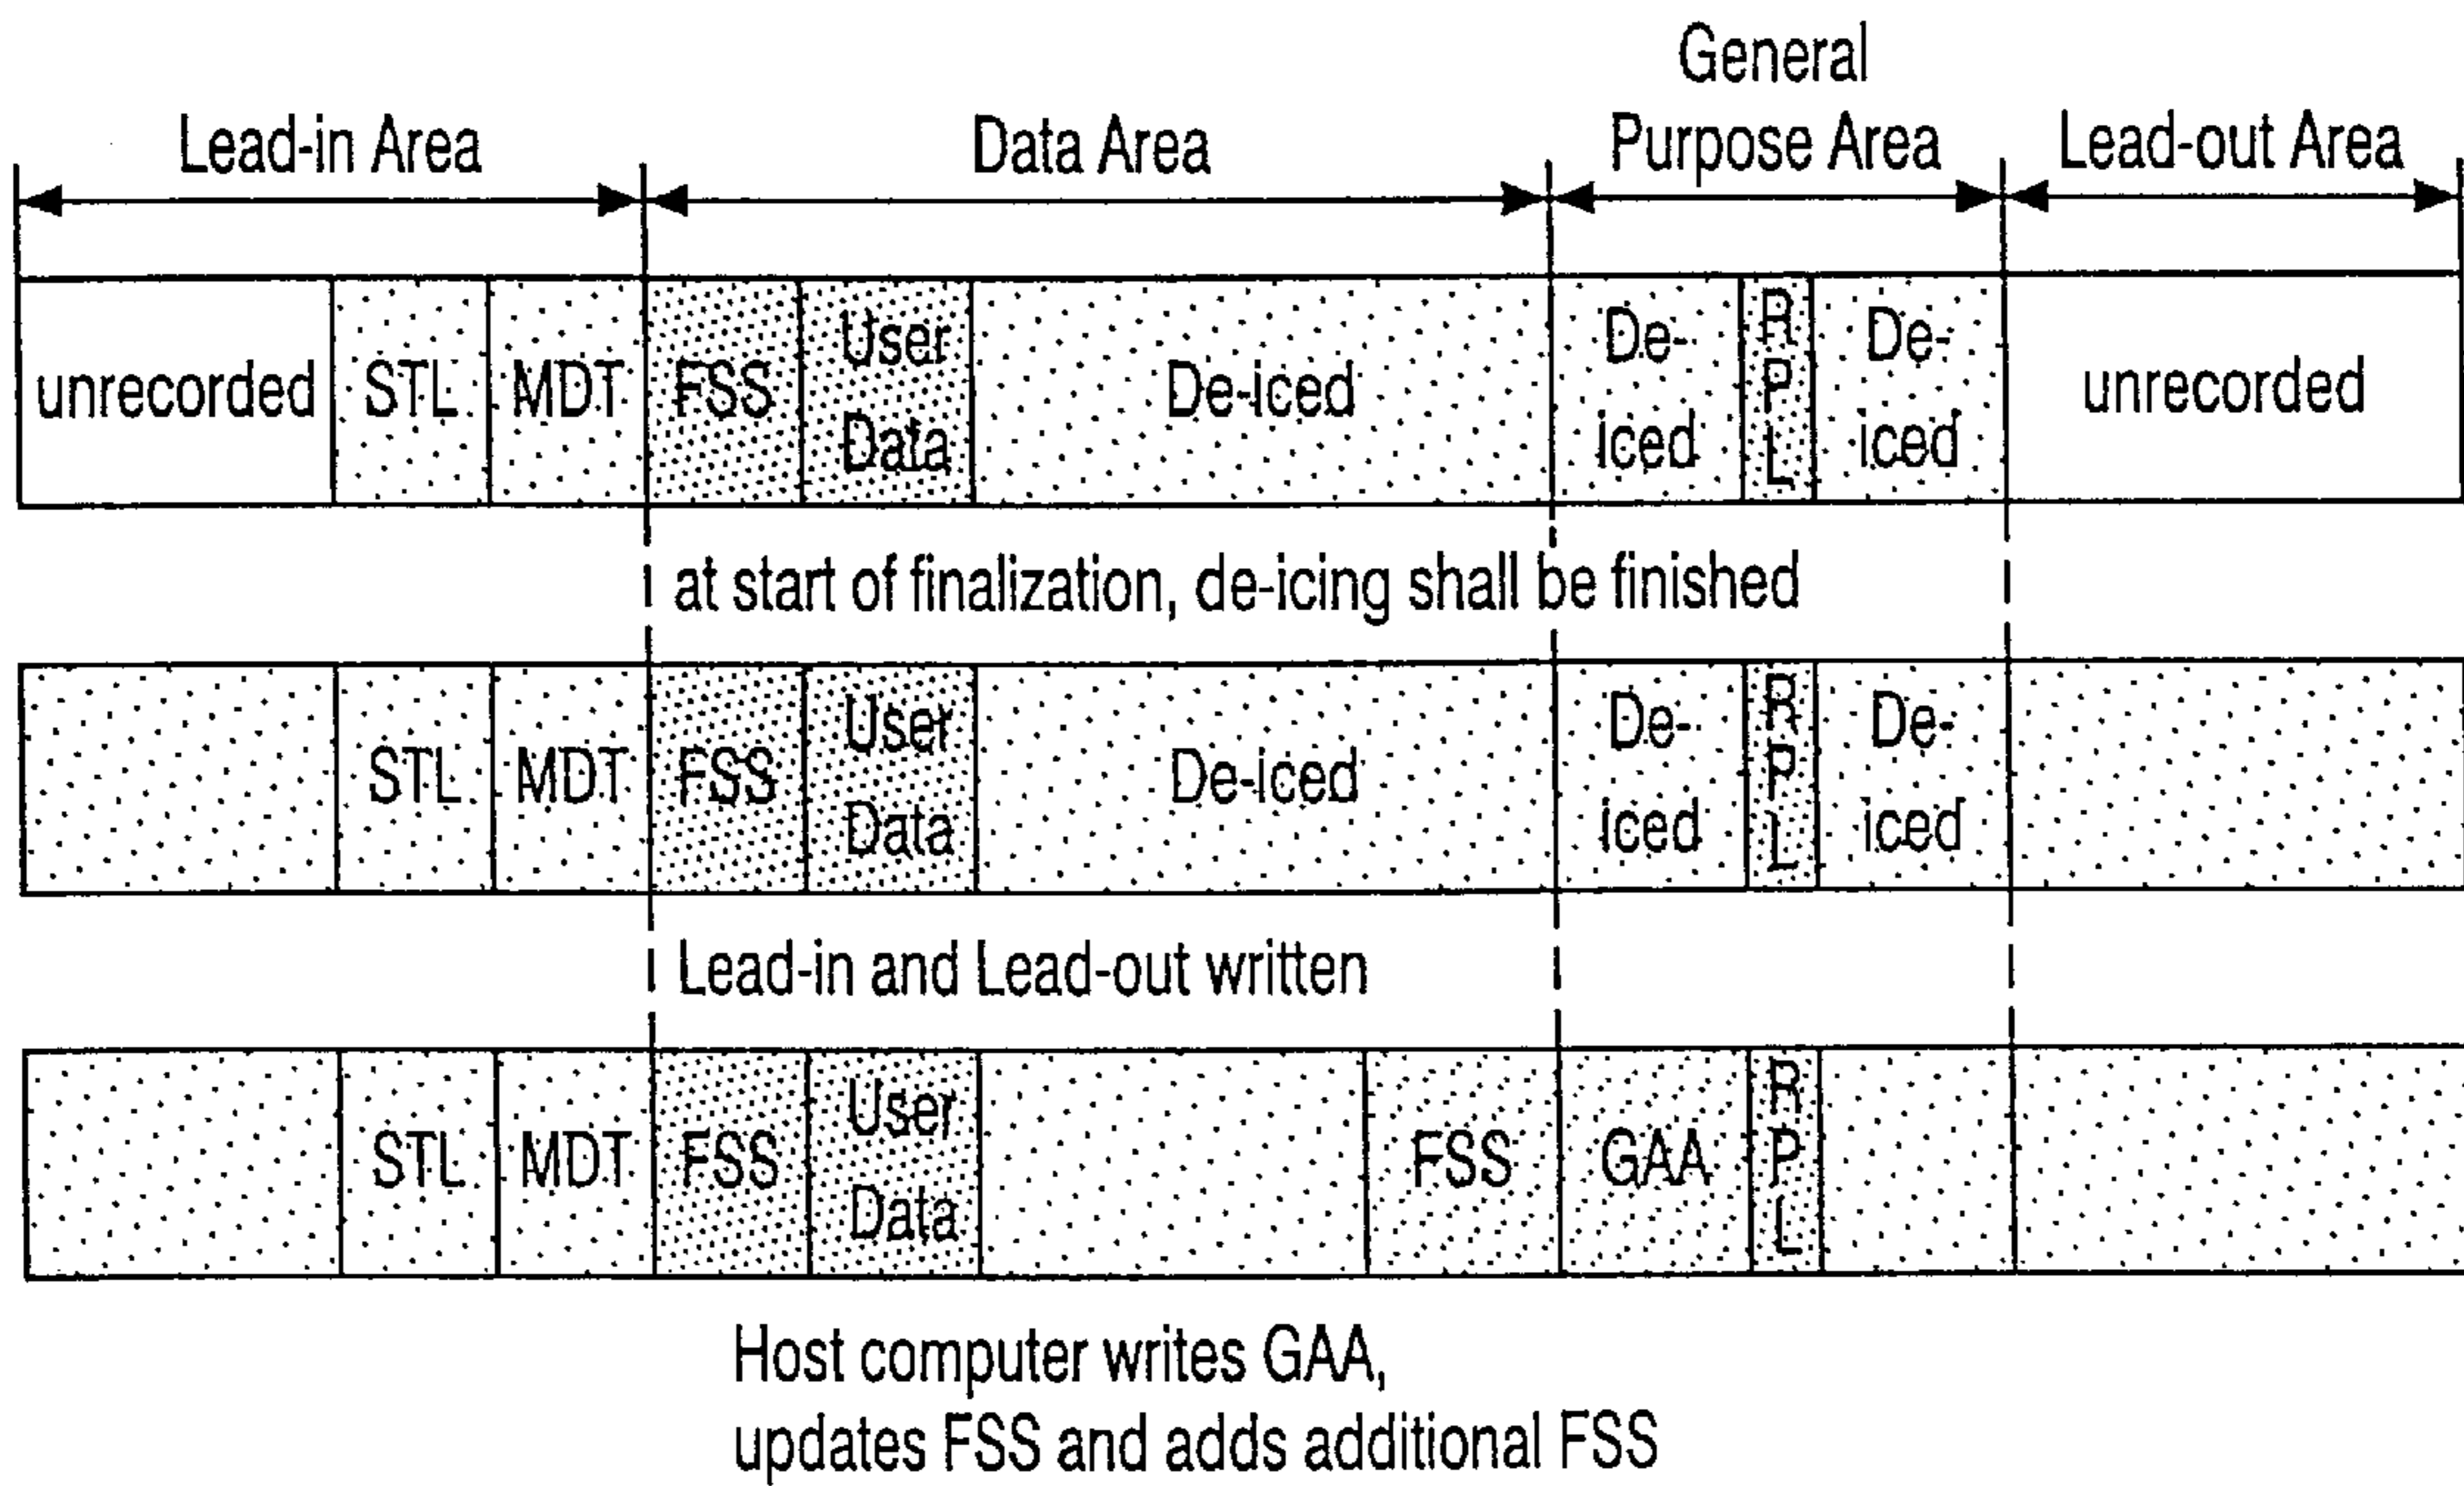 General
Lead-in Area Data Area Purpose Area Lead-out Area
unrecorded STL MDT FSS User Data De-iced De-iced RPL De-iced unrecorded
at start of finalization, de-icing shall be finished
STL MDT FSS User Data De-iced De-iced RPL De-iced
Lead-in and Lead-out written
STL MDT FSS User Data FSS GAA RPL
Host computer writes GAA,
updates FSS and adds additional FSS